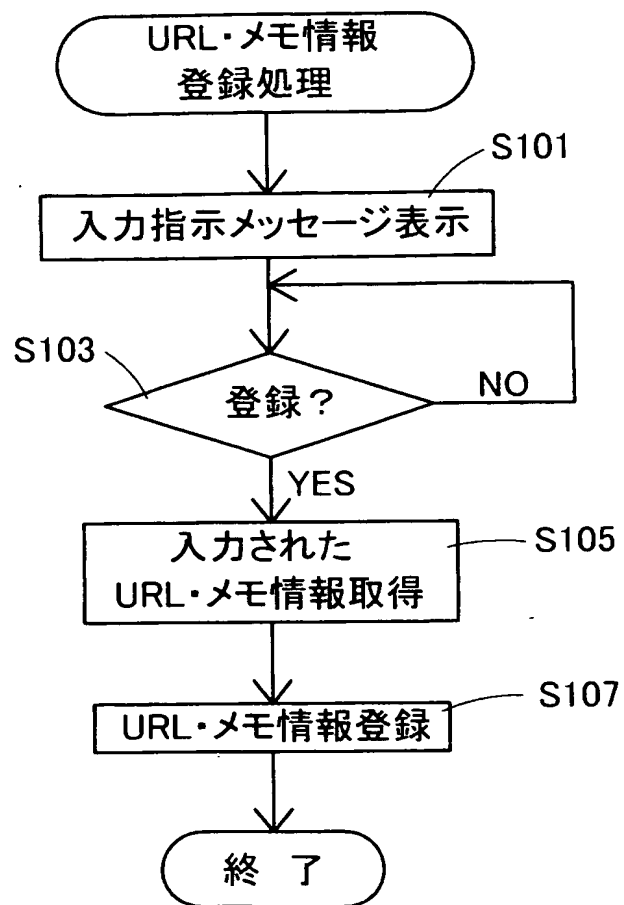 URL・メモ情報
登録処理
S101
入力指示メッセージ表示
S103
登録？
NO
YES
入力された
URL・メモ情報取得
S105
S107
URL・メモ情報登録
終 了